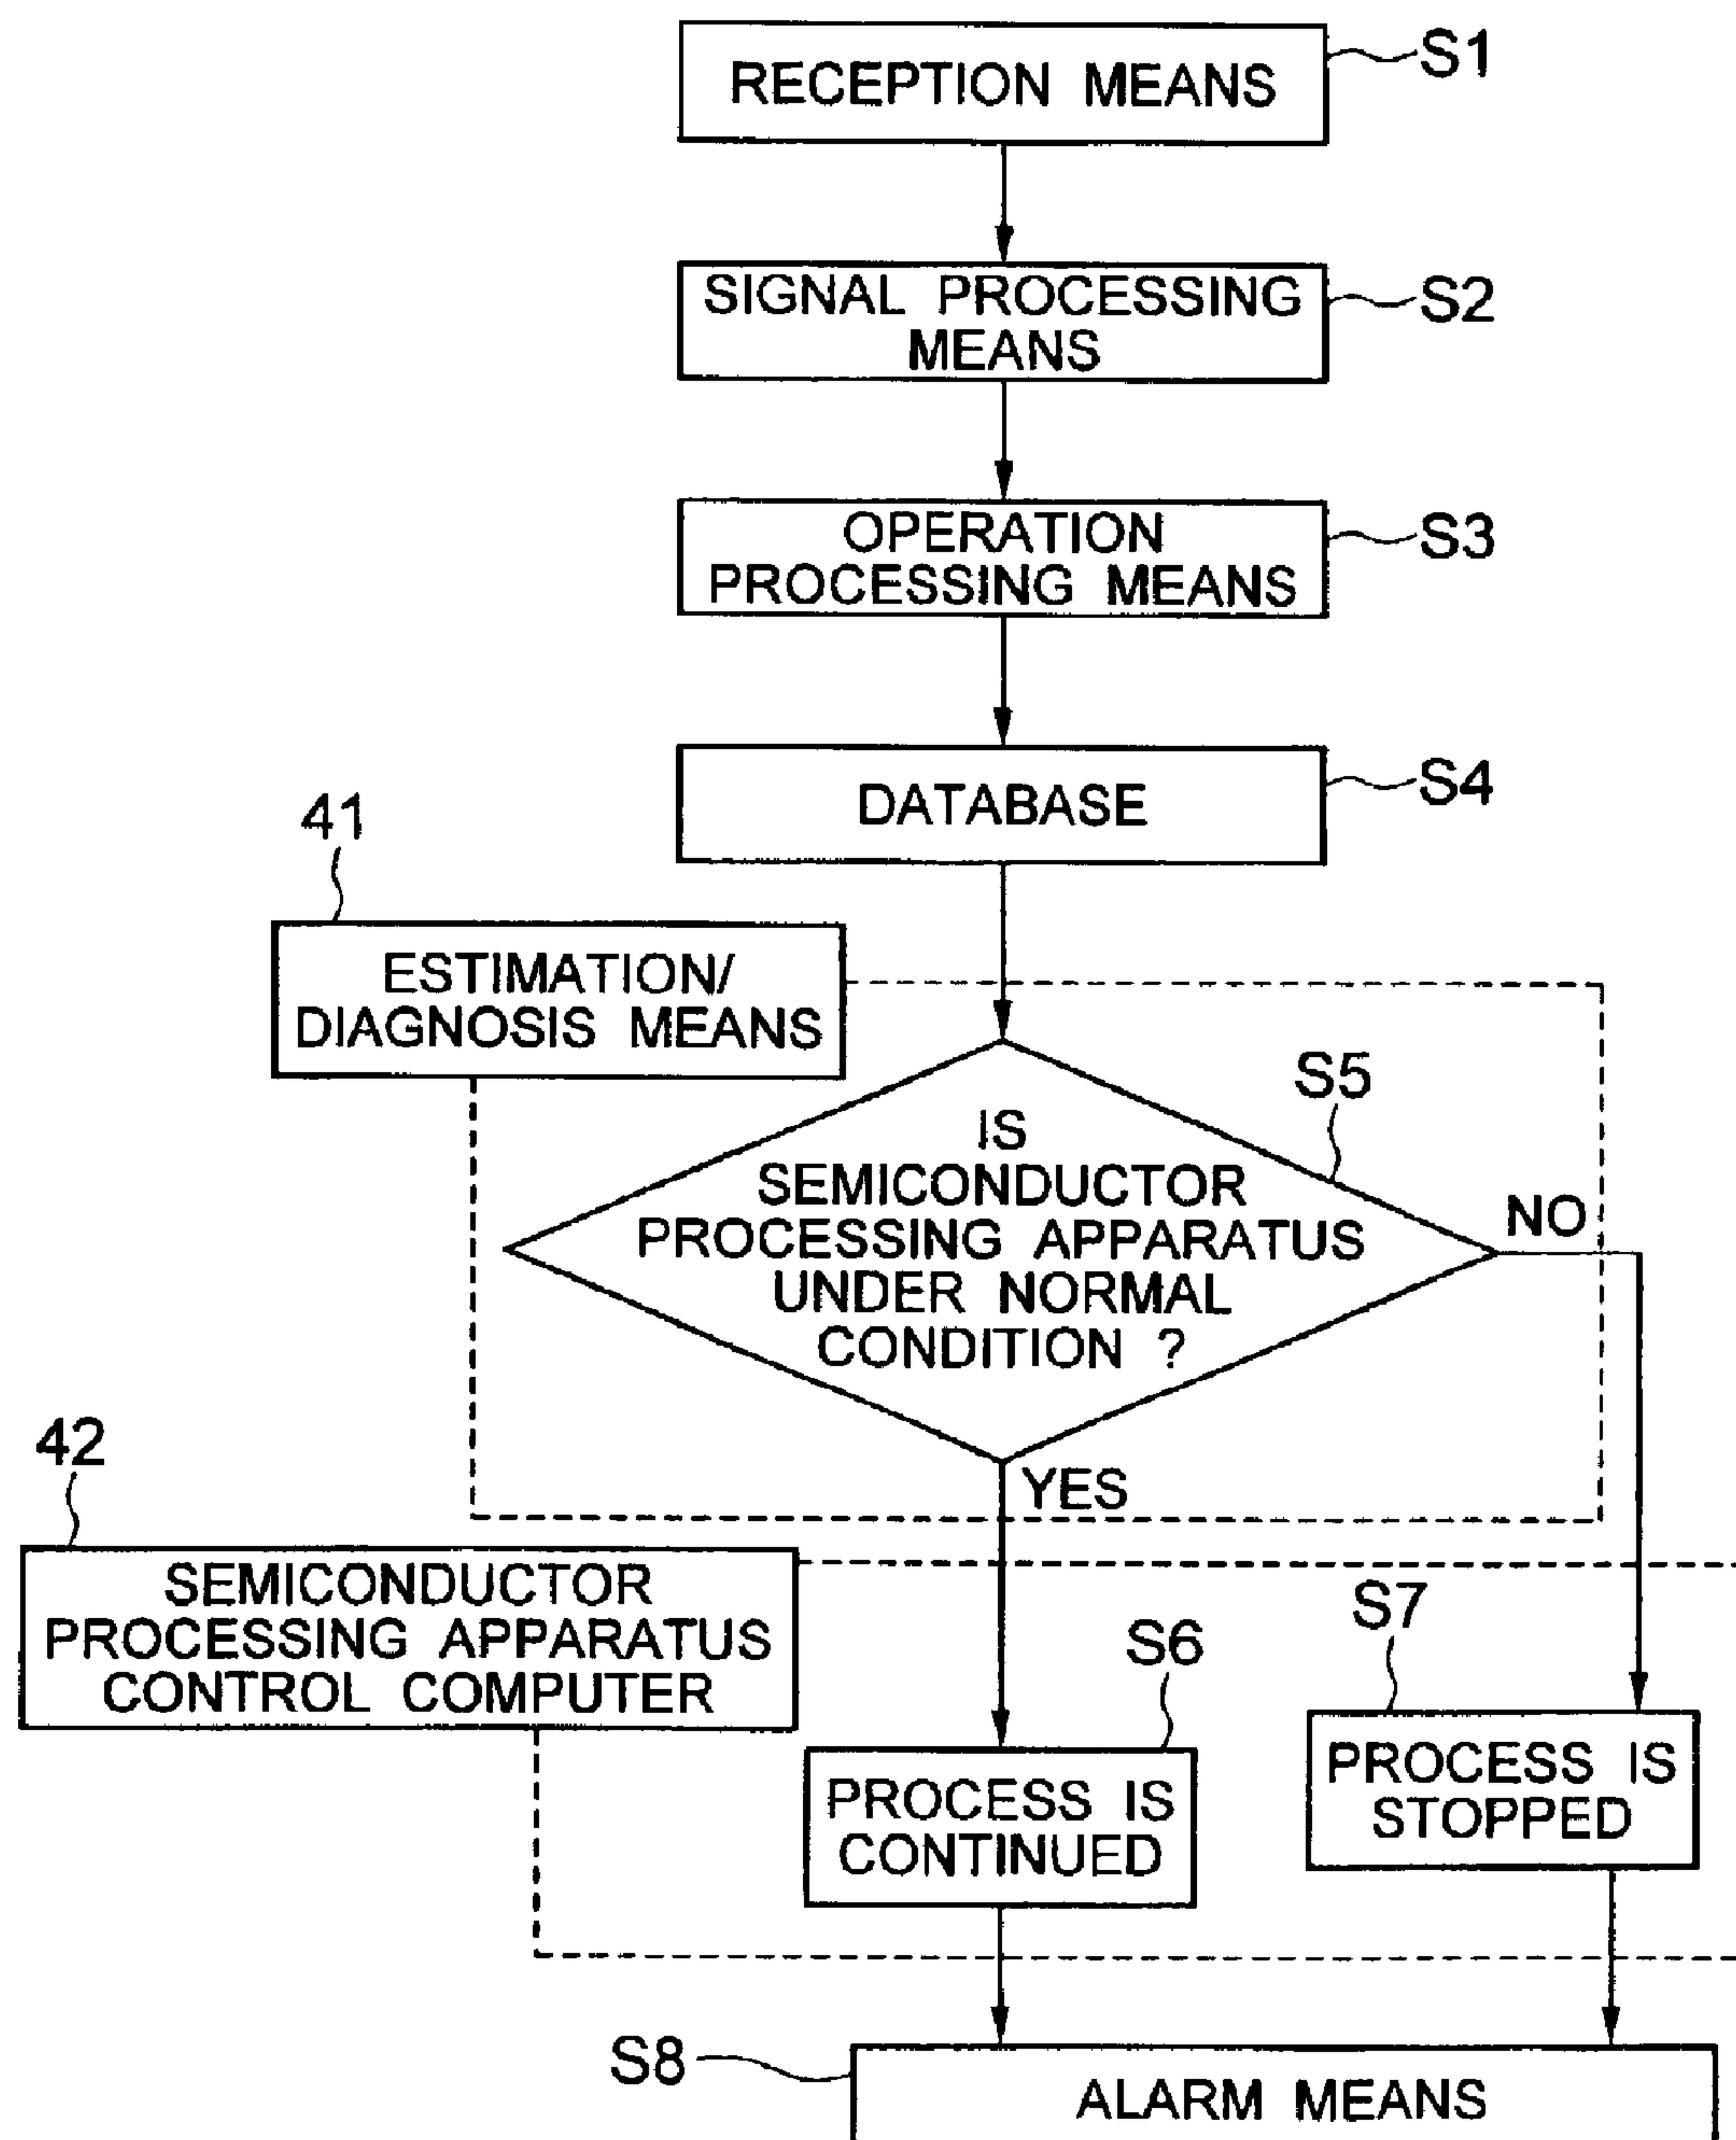 RECEPTION MEANS
S1
SIGNAL PROCESSING
MEANS
S2
OPERATION
PROCESSING MEANS
S3
DATABASE
S4
41
ESTIMATION/
DIAGNOSIS MEANS
S5
IS
SEMICONDUCTOR
PROCESSING APPARATUS
UNDER NORMAL
CONDITION ?
NO
YES
42
SEMICONDUCTOR
PROCESSING APPARATUS
CONTROL COMPUTER
S6
PROCESS IS
CONTINUED
S7
PROCESS IS
STOPPED
S8
ALARM MEANS